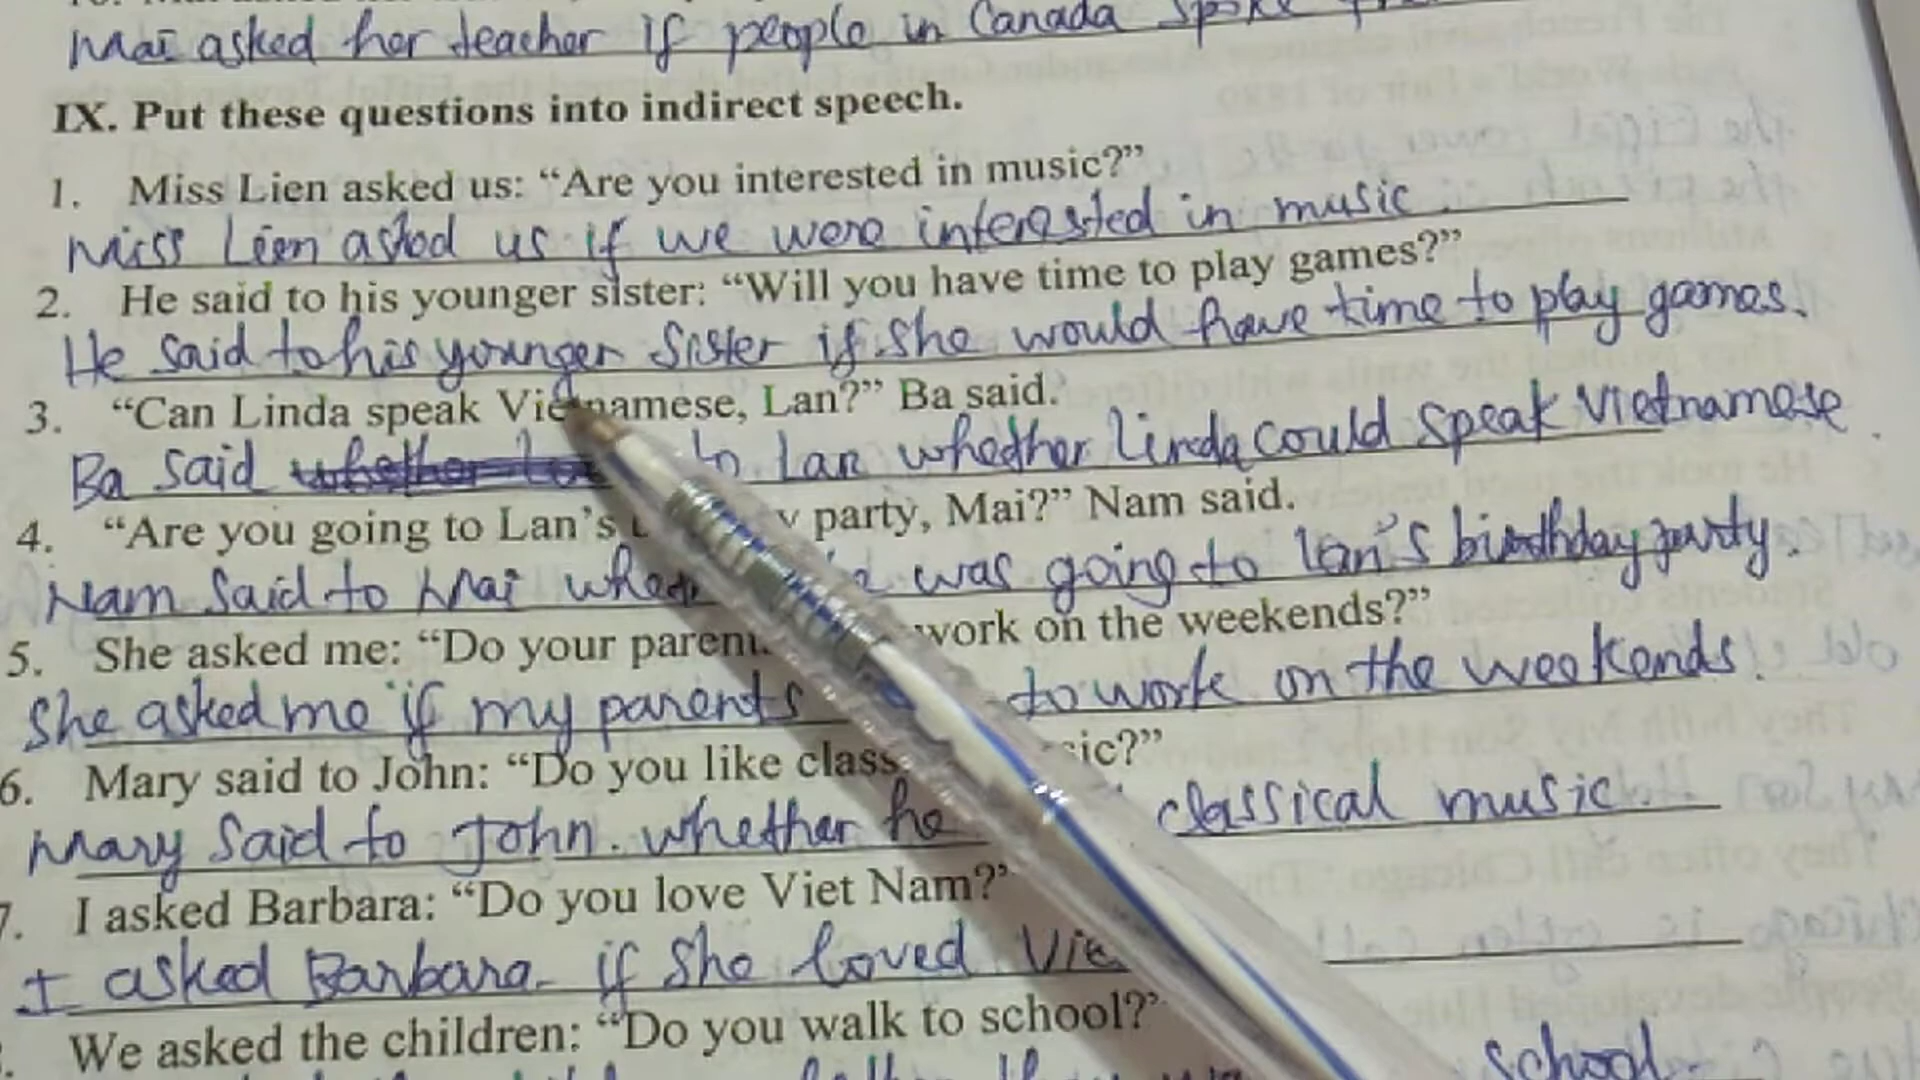 Mai asked her teacher if people in Canada spoke
IX. Put these questions into indirect speech.
1. Miss Lien asked us: “Are you interested in music?”
Miss Lien asked us if we were interested in music.
2. He said to his younger sister: “Will you have time to play games?”
He said to his younger sister if she would have time to play games.
3. “Can Linda speak Vietnamese, Lan?” Ba said.
Ba said to Lan whether Linda could speak Vietnamese.
4. “Are you going to Lan’s party, Mai?” Nam said.
Nam said to Mai was going to Lan's birthday party.
5. She asked me: “Do your work on the weekends?”
She asked me if my parents to work on the weekends.
6. Mary said to John: “Do you like
Mary said to John. whether he classical music.
7. I asked Barbara: “Do you love Viet Nam?”
I asked Barbara if she loved
We asked the children: “Do you walk to school?”
school